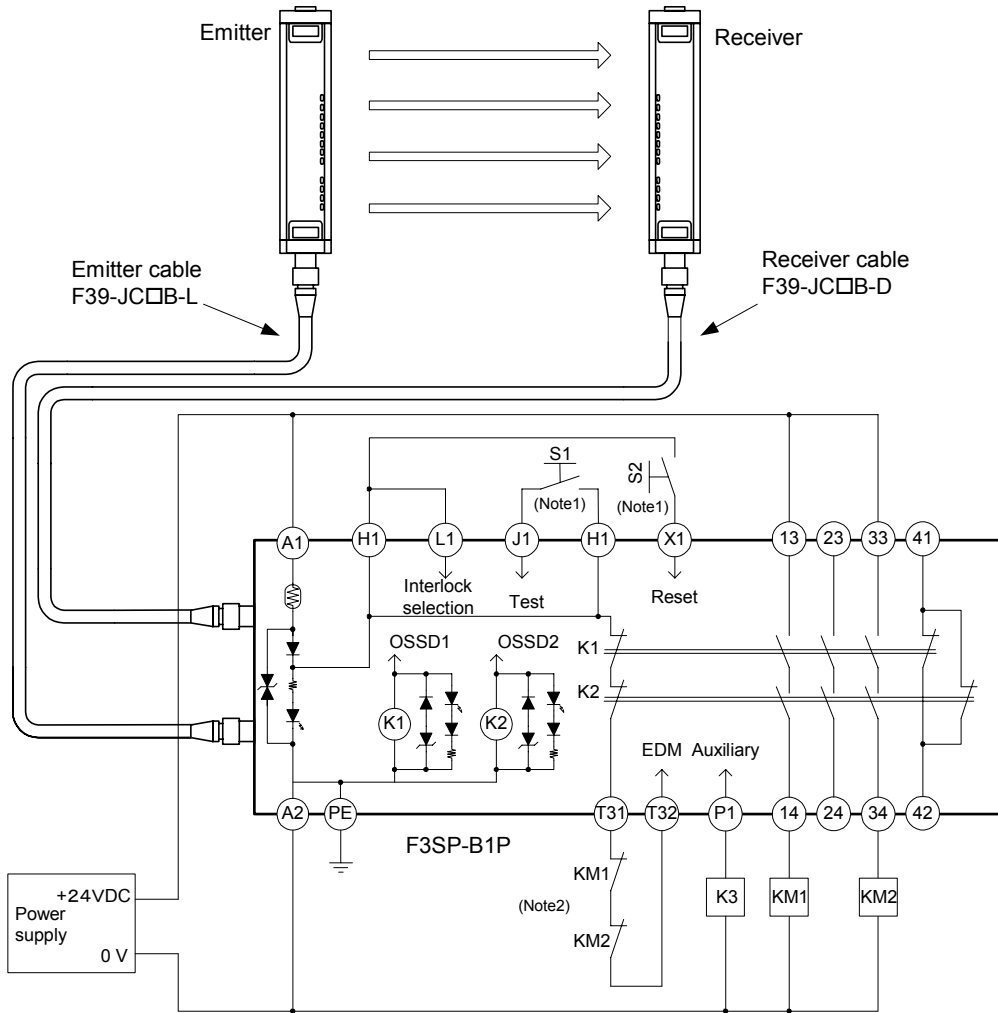 Emitter
Receiver
Emitter cable
F39-JC□B-L
Receiver cable
F39-JC□B-D
S1
(Note1)
S2
(Note1)
A1
H1
L1
J1
H1
X1
13
23
33
41
Interlock
selection
Test
Reset
OSSD1
OSSD2
K1
K2
K1
K2
EDM
Auxiliary
A2
PE
T31
T32
P1
14
24
34
42
F3SP-B1P
KM1
(Note2)
KM2
K3
KM1
KM2
+24VDC
Power
supply
0 V